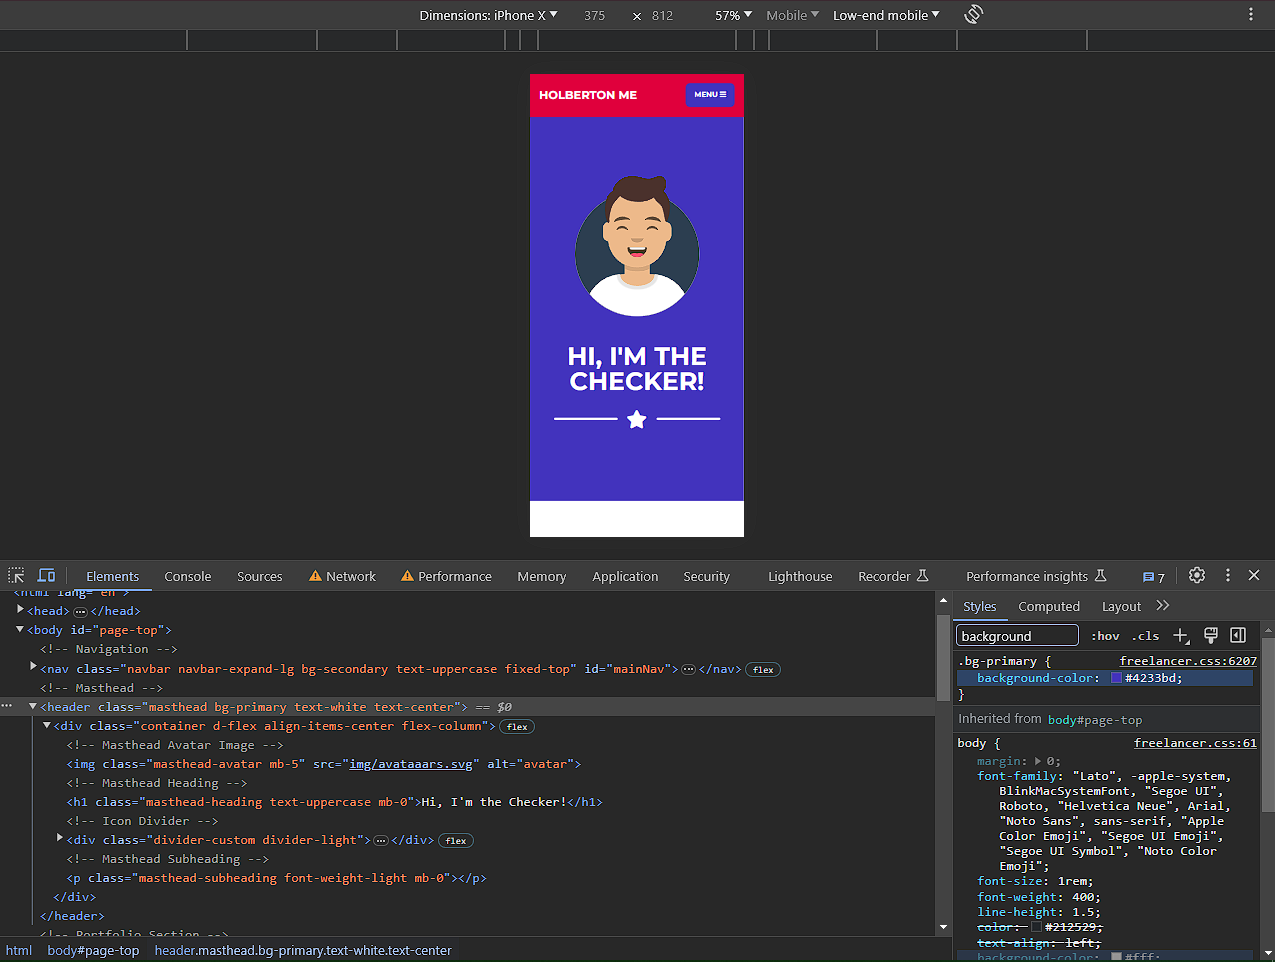 Dimensions: iPhone X 375 × 812 57% Mobile Low-end mobile
HOLBERTON ME
MENU
HI, I'M THE
CHECKER!
Elements Console Sources Network Performance Memory Application Security Lighthouse Recorder Performance insights 7
<html lang="en">
<head> ⋯ </head>
<body id="page-top">
<!-- Navigation -->
<nav class="navbar navbar-expand-lg bg-secondary text-uppercase fixed-top" id="mainNav"> ⋯ </nav> flex
<!-- Masthead -->
<header class="masthead bg-primary text-white text-center"> == $0
<div class="container d-flex align-items-center flex-column"> flex
<!-- Masthead Avatar Image -->
<img class="masthead-avatar mb-5" src="img/avataaars.svg" alt="avatar">
<!-- Masthead Heading -->
<h1 class="masthead-heading text-uppercase mb-0">Hi, I'm the Checker!</h1>
<!-- Icon Divider -->
<div class="divider-custom divider-light"> ⋯ </div> flex
<!-- Masthead Subheading -->
<p class="masthead-subheading font-weight-light mb-0"></p>
</div>
</header>
<!-- Portfolio Section -->
html body#page-top header.masthead.bg-primary.text-white.text-center
Styles Computed Layout
background :hov .cls
.bg-primary { freelancer.css:6207
background-color: #4233bd;
}
Inherited from body#page-top
body { freelancer.css:61
margin: 0;
font-family: "Lato", -apple-system,
BlinkMacSystemFont, "Segoe UI",
Roboto, "Helvetica Neue", Arial,
"Noto Sans", sans-serif, "Apple
Color Emoji", "Segoe UI Emoji",
"Segoe UI Symbol", "Noto Color
Emoji";
font-size: 1rem;
font-weight: 400;
line-height: 1.5;
color: #212529;
text-align: left;
background-color: #fff;